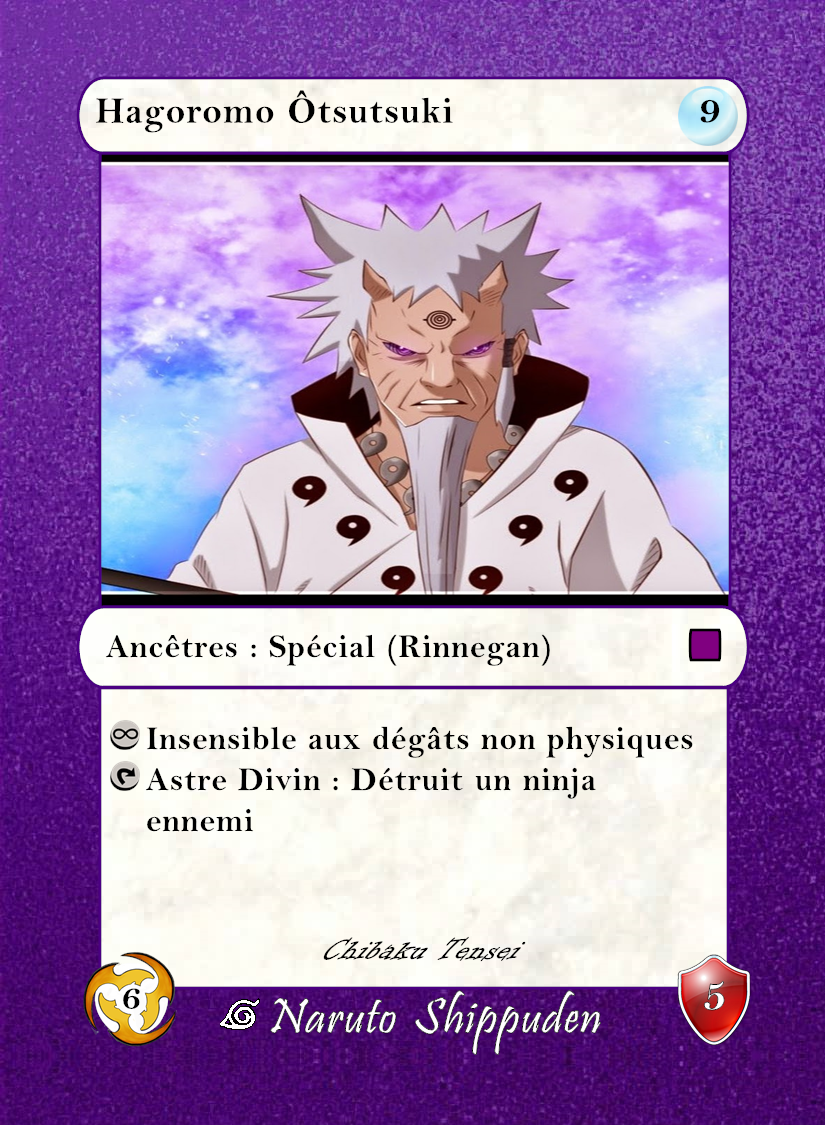 Hagoromo Ôtsutsuki
9
Ancêtres : Spécial (Rinnegan)
Insensible aux dégâts non physiques
Astre Divin : Détruit un ninja
ennemi
Chibaku Tensei
6
Naruto Shippuden
5